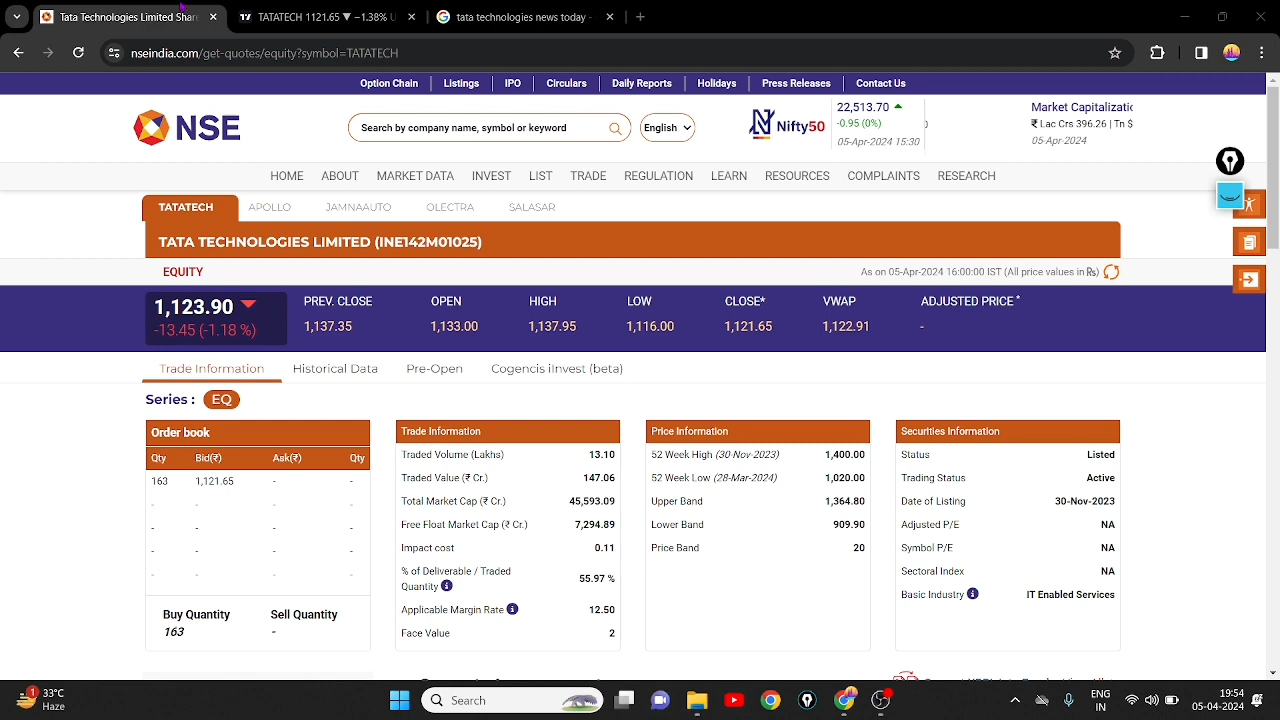 Tata Technologies Limited Share
TATATECH 1121.65 ▼ −1.38% U
tata technologies news today -
nseindia.com/get-quotes/equity?symbol=TATATECH
Option Chain Listings IPO Circulars Daily Reports Holidays Press Releases Contact Us
NSE
Search by company name, symbol or keyword
English
Nifty50
22,513.70
-0.95 (0%)
05-Apr-2024 15:30
Market Capitalizatic
₹ Lac Crs 396.26 | Tn $
05-Apr-2024
HOME ABOUT MARKET DATA INVEST LIST TRADE REGULATION LEARN RESOURCES COMPLAINTS RESEARCH
TATATECH APOLLO JAMNAAUTO OLECTRA SALASAR
TATA TECHNOLOGIES LIMITED (INE142M01025)
EQUITY
As on 05-Apr-2024 16:00:00 IST (All price values in ₨)
1,123.90 PREV. CLOSE OPEN HIGH LOW CLOSE* VWAP ADJUSTED PRICE*
-13.45 (-1.18 %) 1,137.35 1,133.00 1,137.95 1,116.00 1,121.65 1,122.91 -
Trade Information Historical Data Pre-Open Cogencis iInvest (beta)
Series : EQ
Order book
Qty Bid(₹) Ask(₹) Qty
163 1,121.65 - -
- - - -
- - - -
- - - -
- - - -
Buy Quantity Sell Quantity
163 -
Trade Information
Traded Volume (Lakhs) 13.10
Traded Value (₹ Cr.) 147.06
Total Market Cap (₹ Cr.) 45,593.09
Free Float Market Cap (₹ Cr.) 7,294.89
Impact cost 0.11
% of Deliverable / Traded
Quantity 55.97 %
Applicable Margin Rate 12.50
Face Value 2
Price Information
52 Week High (30-Nov-2023) 1,400.00
52 Week Low (28-Mar-2024) 1,020.00
Upper Band 1,364.80
Lower Band 909.90
Price Band 20
Securities Information
Status Listed
Trading Status Active
Date of Listing 30-Nov-2023
Adjusted P/E NA
Symbol P/E NA
Sectoral Index NA
Basic Industry IT Enabled Services
1
33°C
Haze
Search
ENG
IN
19:54
05-04-2024